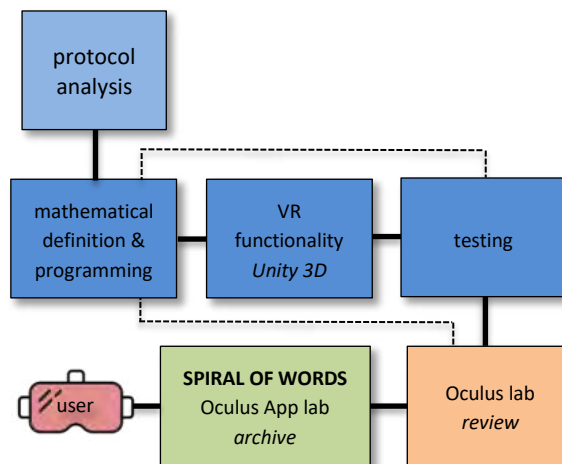 protocol
analysis
mathematical
definition &
programming
VR
functionality
Unity 3D
testing
user
SPIRAL OF WORDS
Oculus App lab
archive
Oculus lab
review